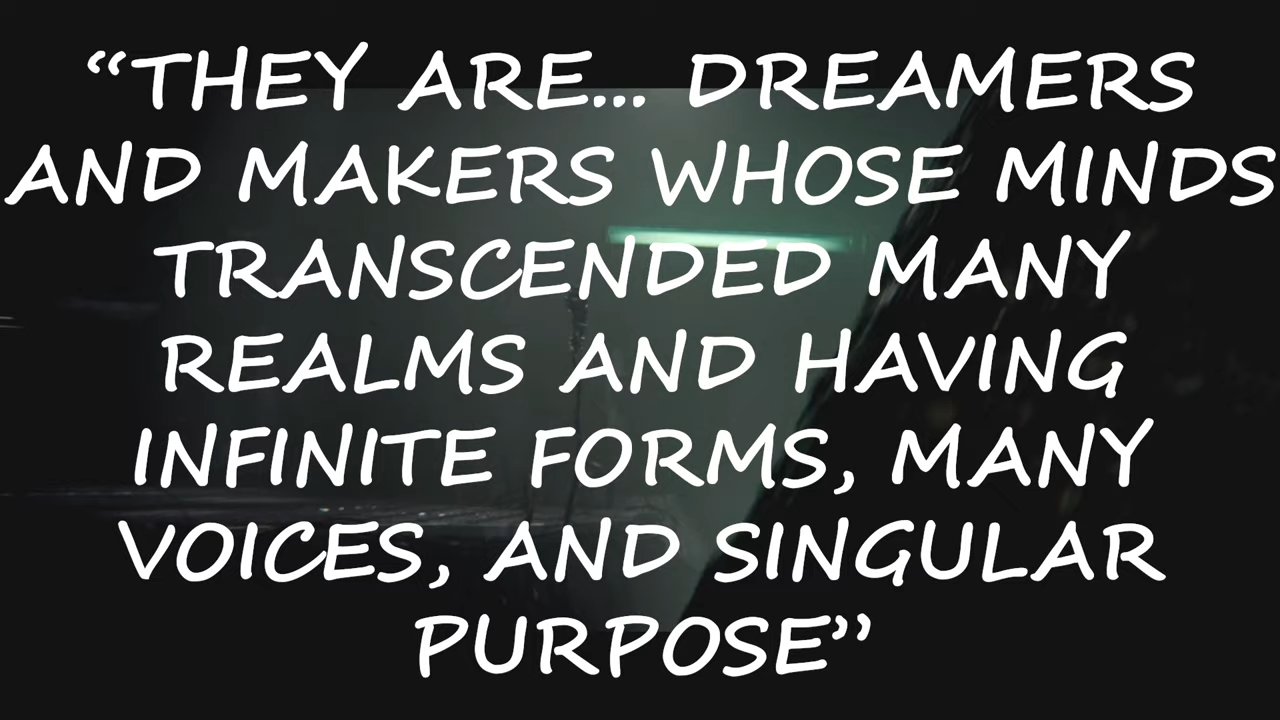 “THEY ARE... DREAMERS
AND MAKERS WHOSE MINDS
TRANSCENDED MANY
REALMS AND HAVING
INFINITE FORMS, MANY
VOICES, AND SINGULAR
PURPOSE”